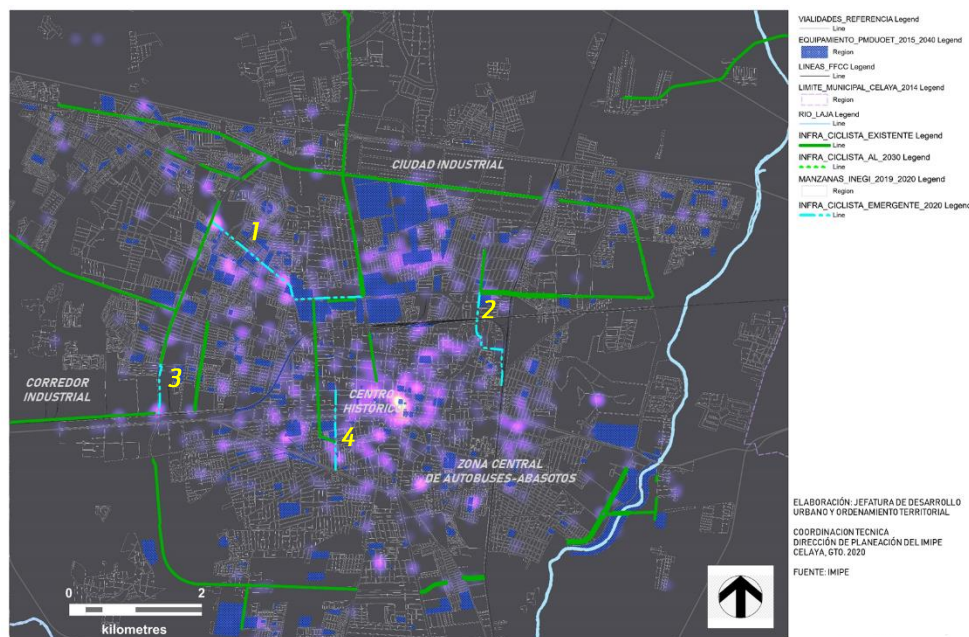 VIALIDADES_REFERENCIA Legend
Line
EQUIPAMIENTO_PMDUOET_2015_2040 Legend
Region
LINEAS_FFCC Legend
Line
LIMITE_MUNICIPAL_CELAYA_2014 Legend
Region
RIO_LAJA Legend
Line
INFRA_CICLISTA_EXISTENTE Legend
Line
INFRA_CICLISTA_AL_2030 Legend
Line
MANZANAS_INEGI_2019_2020 Legend
Region
INFRA_CICLISTA_EMERGENTE_2020 Legend
Line
CIUDAD INDUSTRIAL
1
2
3
CORREDOR
INDUSTRIAL
CENTRO
HISTÓRICO
4
ZONA CENTRAL
DE AUTOBUSES-ABASOTOS
ELABORACIÓN: JEFATURA DE DESARROLLO
URBANO Y ORDENAMIENTO TERRITORIAL
COORDINACION TECNICA
DIRECCIÓN DE PLANEACIÓN DEL IMIPE
CELAYA, GTO. 2020
FUENTE: IMIPE
0 2
kilometres